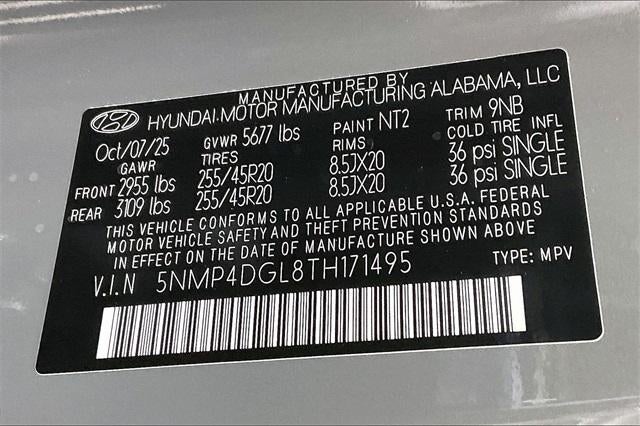 MANUFACTURED BY
HYUNDAI MOTOR MANUFACTURING ALABAMA, LLC
Oct/07/25 GVWR 5677 lbs PAINT NT2 TRIM 9NB
GAWR TIRES RIMS COLD TIRE INFL
FRONT 2955 lbs 255/45R20 8.5JX20 36 psi SINGLE
REAR 3109 lbs 255/45R20 8.5JX20 36 psi SINGLE
THIS VEHICLE CONFORMS TO ALL APPLICABLE U.S.A. FEDERAL
MOTOR VEHICLE SAFETY AND THEFT PREVENTION STANDARDS
IN EFFECT ON THE DATE OF MANUFACTURE SHOWN ABOVE
V.I.N 5NMP4DGL8TH171495 TYPE: MPV